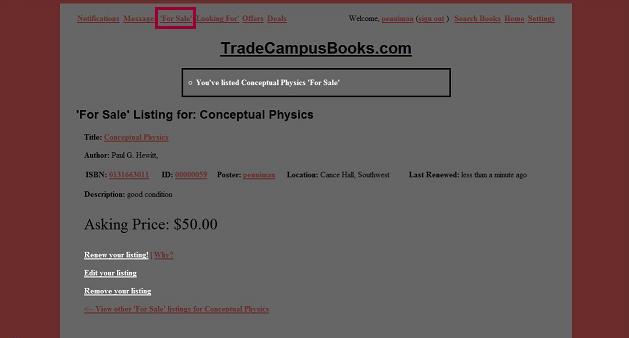 Notifications Messages 'For Sale' 'Looking For' Offers Deals Welcome, penniman (sign out ) Search Books Home Settings
TradeCampusBooks.com
You've listed Conceptual Physics 'For Sale'
'For Sale' Listing for: Conceptual Physics
Title: Conceptual Physics
Author: Paul G. Hewitt,
ISBN: 0131663011 ID: 00000059 Poster: penniman Location: Cance Hall, Southwest Last Renewed: less than a minute ago
Description: good condition
Asking Price: $50.00
Renew your listing! | Why?
Edit your listing
Remove your listing
<-- View other 'For Sale' listings for Conceptual Physics